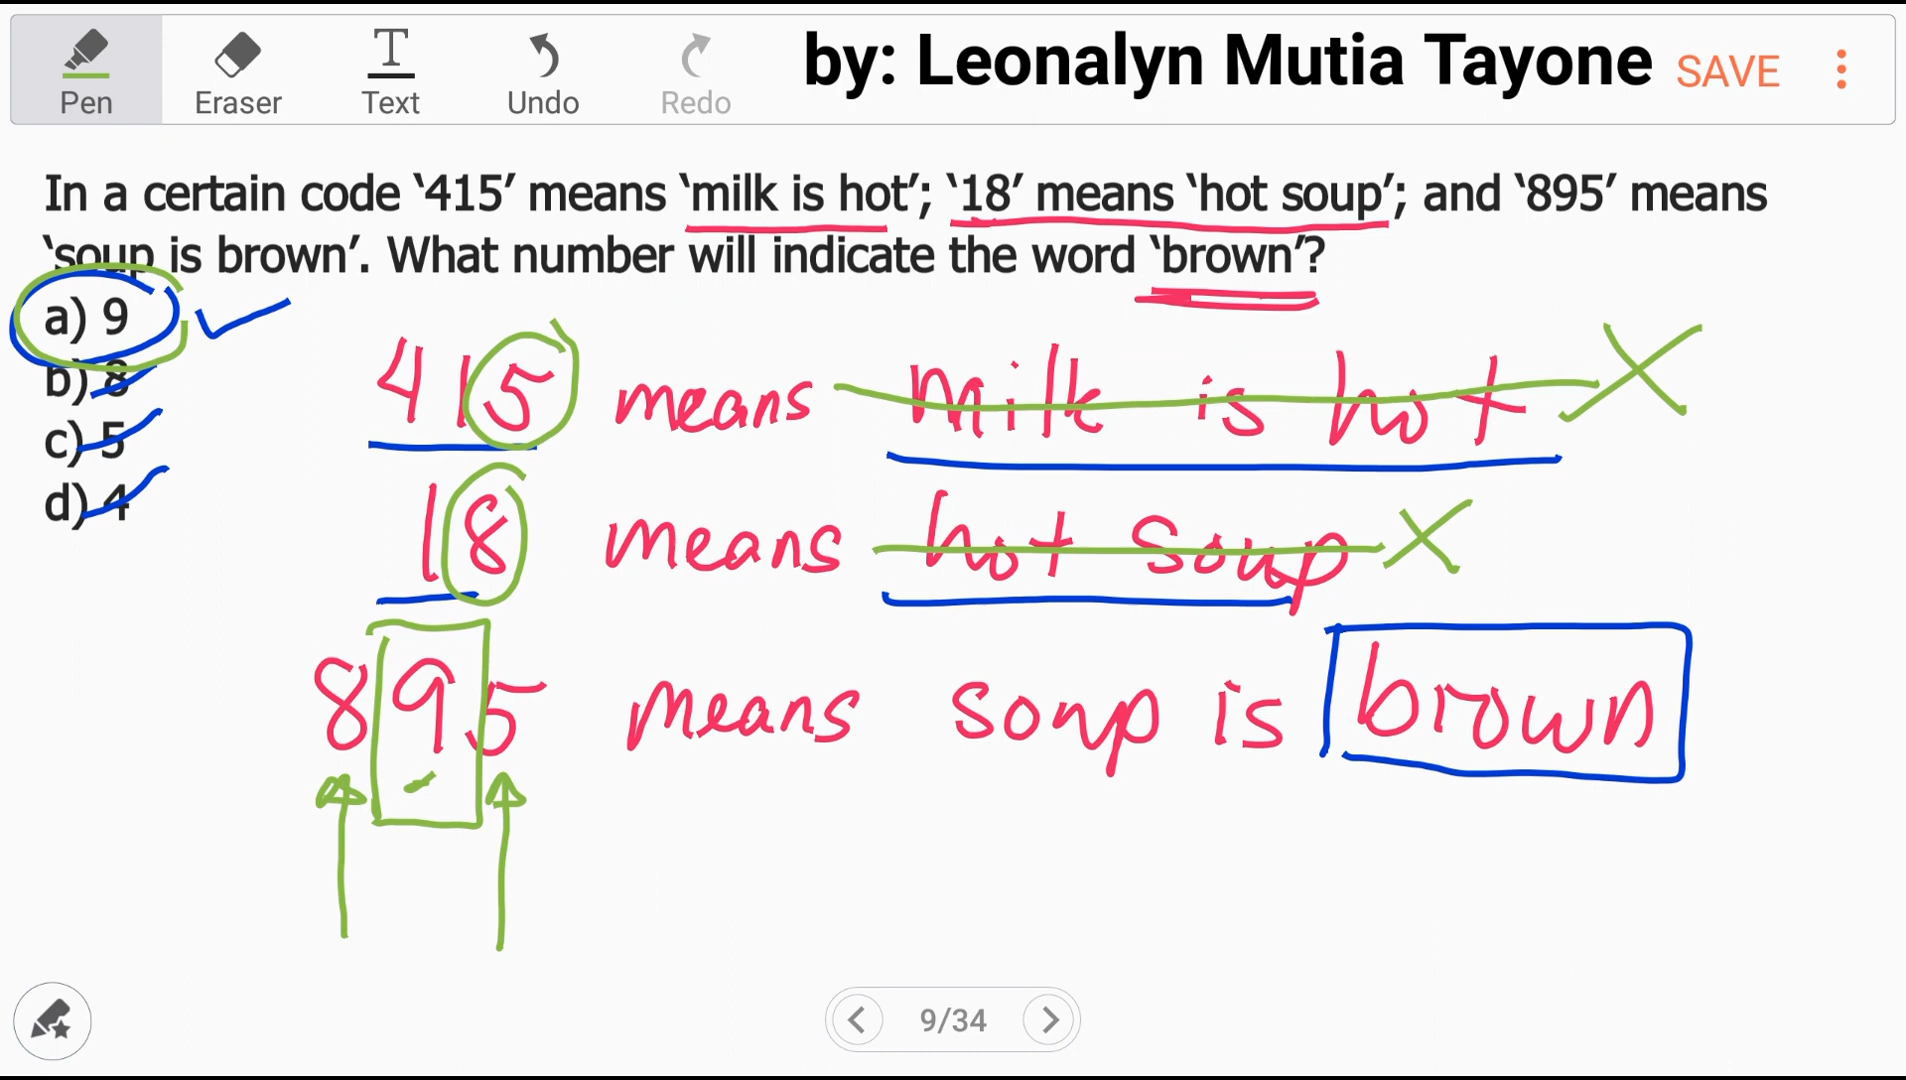 by: Leonalyn Mutia Tayone
SAVE
Pen
Eraser
Text
Undo
Redo
In a certain code ‘415’ means ‘milk is hot’; ‘18’ means ‘hot soup’; and ‘895’ means
‘soup is brown’. What number will indicate the word ‘brown’?
a) 9
b) 8
c) 5
d) 4
415 means milk is hot
18 means hot soup
895 means soup is brown
9/34